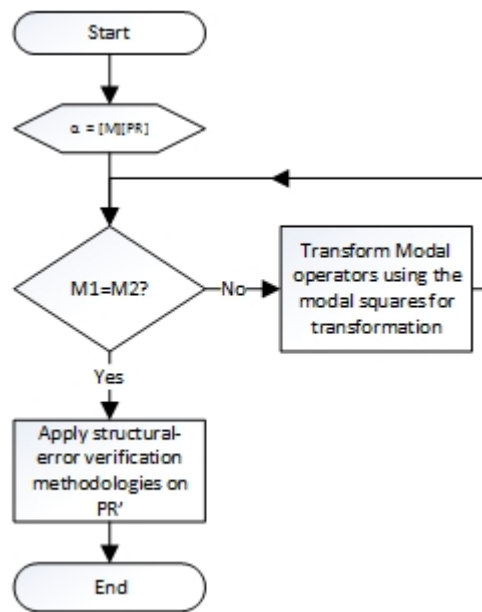 Start
α = [M][PR]
M1=M2?
No
Transform Modal
operators using the
modal squares for
transformation
Yes
Apply structural-
error verification
methodologies on
PR'
End